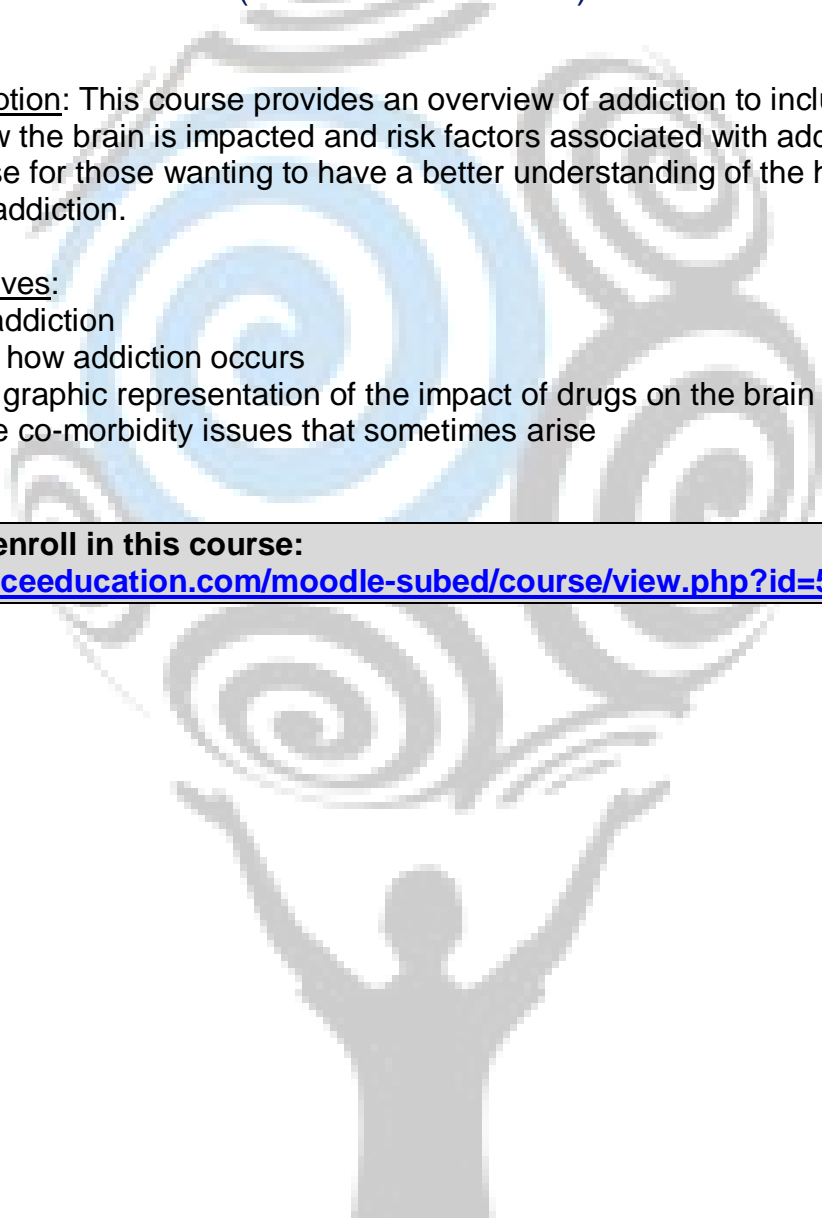 ption: This course provides an overview of addiction to inclu
w the brain is impacted and risk factors associated with add
se for those wanting to have a better understanding of the h
addiction.
ves:
addiction
how addiction occurs
graphic representation of the impact of drugs on the brain
e co-morbidity issues that sometimes arise
enroll in this course:
ceeducation.com/moodle-subed/course/view.php?id=5